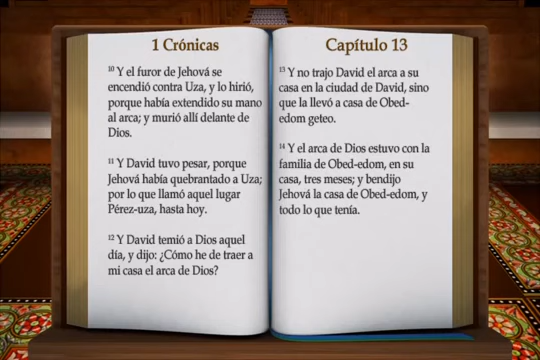 1 Crónicas
10 Y el furor de Jehová se
encendió contra Uza, y lo hirió,
porque había extendido su mano
al arca; y murió allí delante de
Dios.
11 Y David tuvo pesar, porque
Jehová había quebrantado a Uza;
por lo que llamó aquel lugar
Pérez-uza, hasta hoy.
12 Y David temió a Dios aquel
día, y dijo: ¿Cómo he de traer a
mi casa el arca de Dios?
Capítulo 13
13 Y no trajo David el arca a su
casa en la ciudad de David, sino
que la llevó a casa de Obed-
edom geteo.
14 Y el arca de Dios estuvo con la
familia de Obed-edom, en su
casa, tres meses; y bendijo
Jehová la casa de Obed-edom, y
todo lo que tenía.